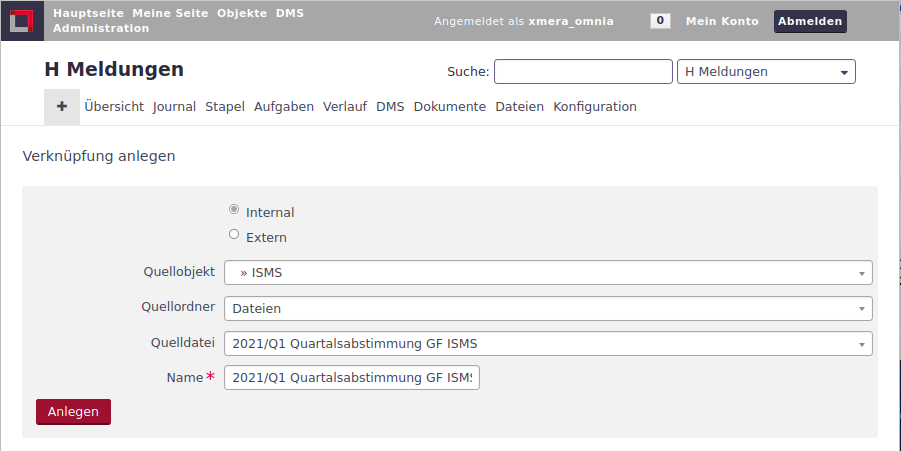 Hauptseite Meine Seite Objekte DMS
Administration
Angemeldet als xmera_omnia 0 Mein Konto Abmelden
H Meldungen
Suche: H Meldungen
+ Übersicht Journal Stapel Aufgaben Verlauf DMS Dokumente Dateien Konfiguration
Verknüpfung anlegen
Internal
Extern
Quellobjekt » ISMS
Quellordner Dateien
Quelldatei 2021/Q1 Quartalsabstimmung GF ISMS
Name* 2021/Q1 Quartalsabstimmung GF ISMS
Anlegen